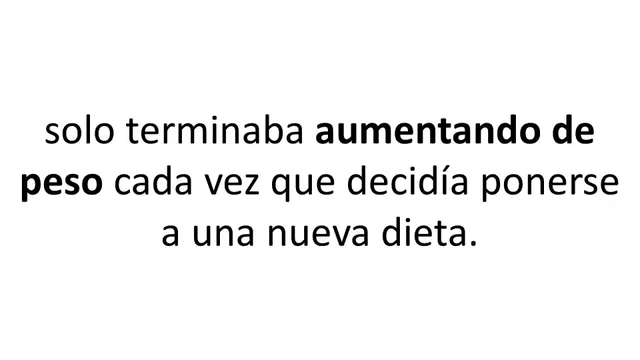 solo terminaba aumentando de
peso cada vez que decidía ponerse
a una nueva dieta.